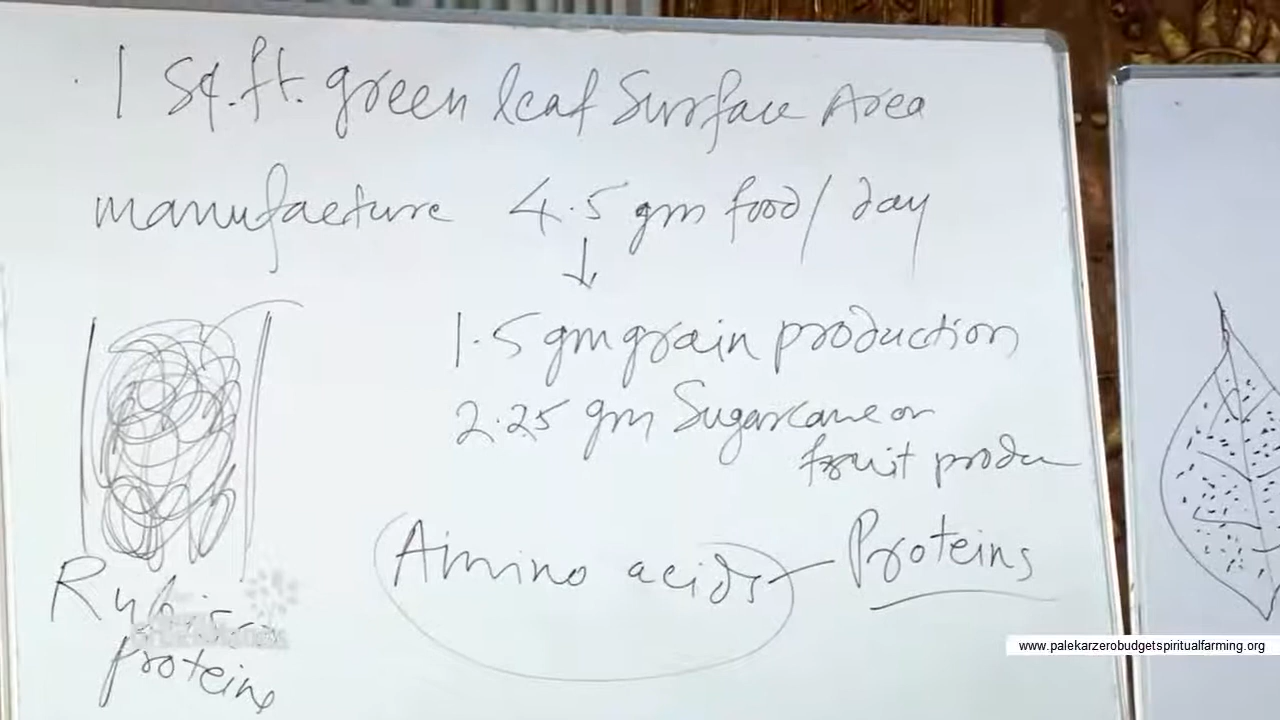 1 Sq.ft. green leaf Surface Area
manufacture 4.5 gm food/day
↓
1.5 gm grain production
2.25 gm Sugarcane or
fruit produ
Amino acids - Proteins
proteins
www.palekarzerobudgetspiritualfarming.org